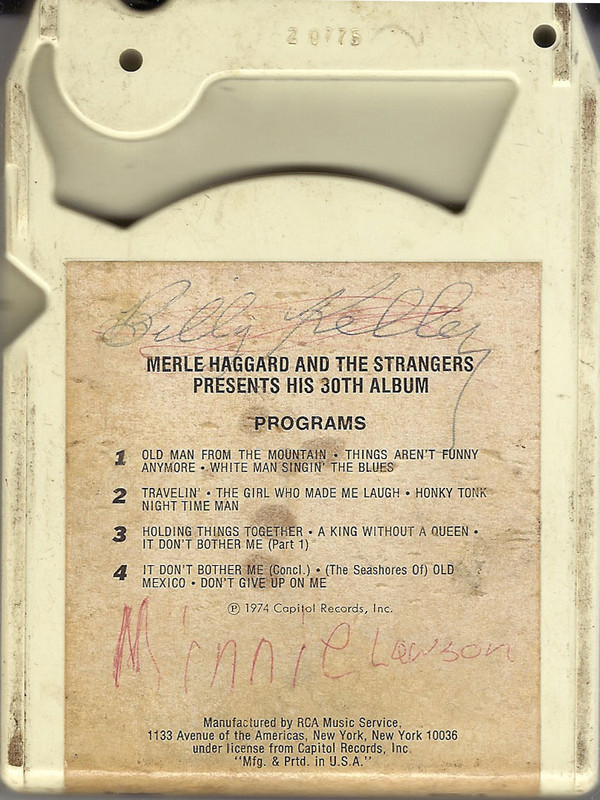 2 0775
Billy Kelley
MERLE HAGGARD AND THE STRANGERS
PRESENTS HIS 30TH ALBUM
PROGRAMS
1 OLD MAN FROM THE MOUNTAIN • THINGS AREN'T FUNNY
ANYMORE • WHITE MAN SINGIN' THE BLUES
2 TRAVELIN' • THE GIRL WHO MADE ME LAUGH • HONKY TONK
NIGHT TIME MAN
3 HOLDING THINGS TOGETHER • A KING WITHOUT A QUEEN •
IT DON'T BOTHER ME (Part 1)
4 IT DON'T BOTHER ME (Concl.) • (The Seashores Of) OLD
MEXICO • DON'T GIVE UP ON ME
℗ 1974 Capitol Records, Inc.
Minnie Lawson
Manufactured by RCA Music Service,
1133 Avenue of the Americas, New York, New York 10036
under license from Capitol Records, Inc.
"Mfg. & Prtd. in U.S.A."